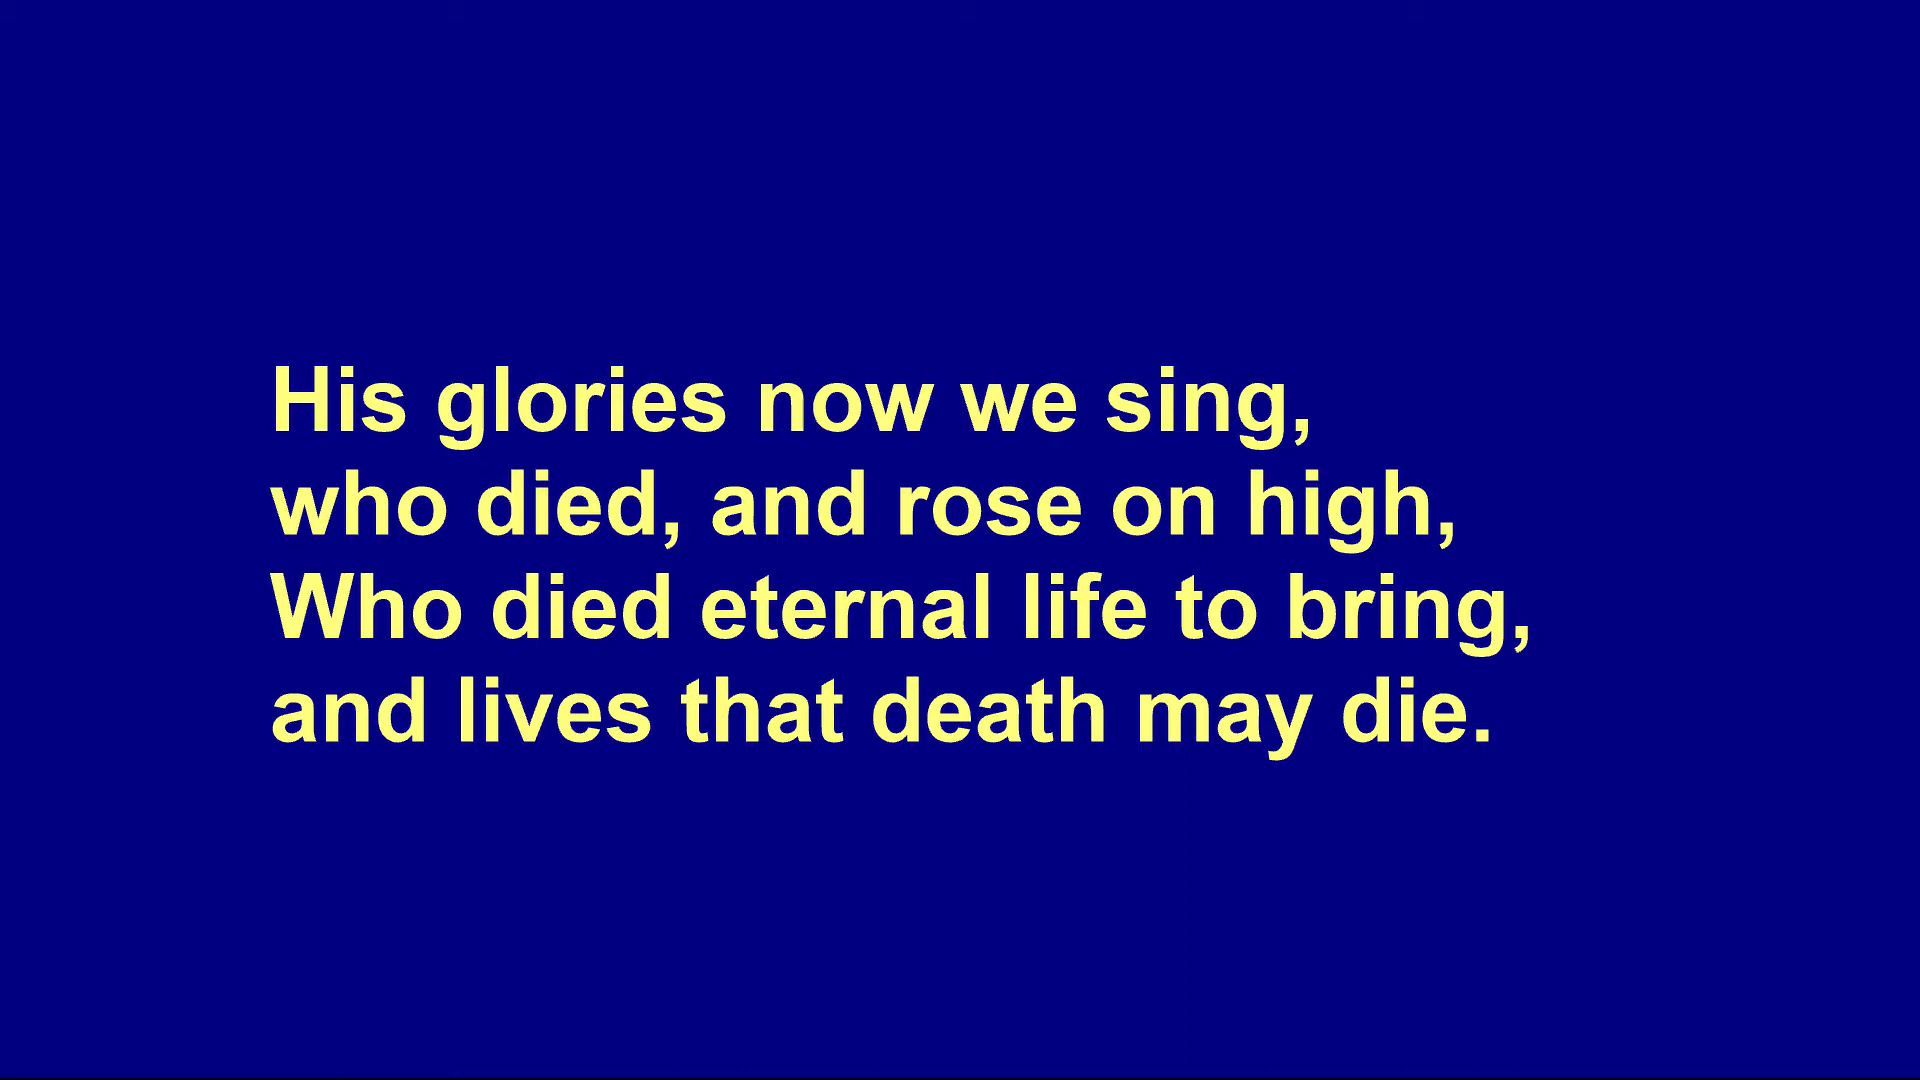 His glories now we sing,
who died, and rose on high,
Who died eternal life to bring,
and lives that death may die.